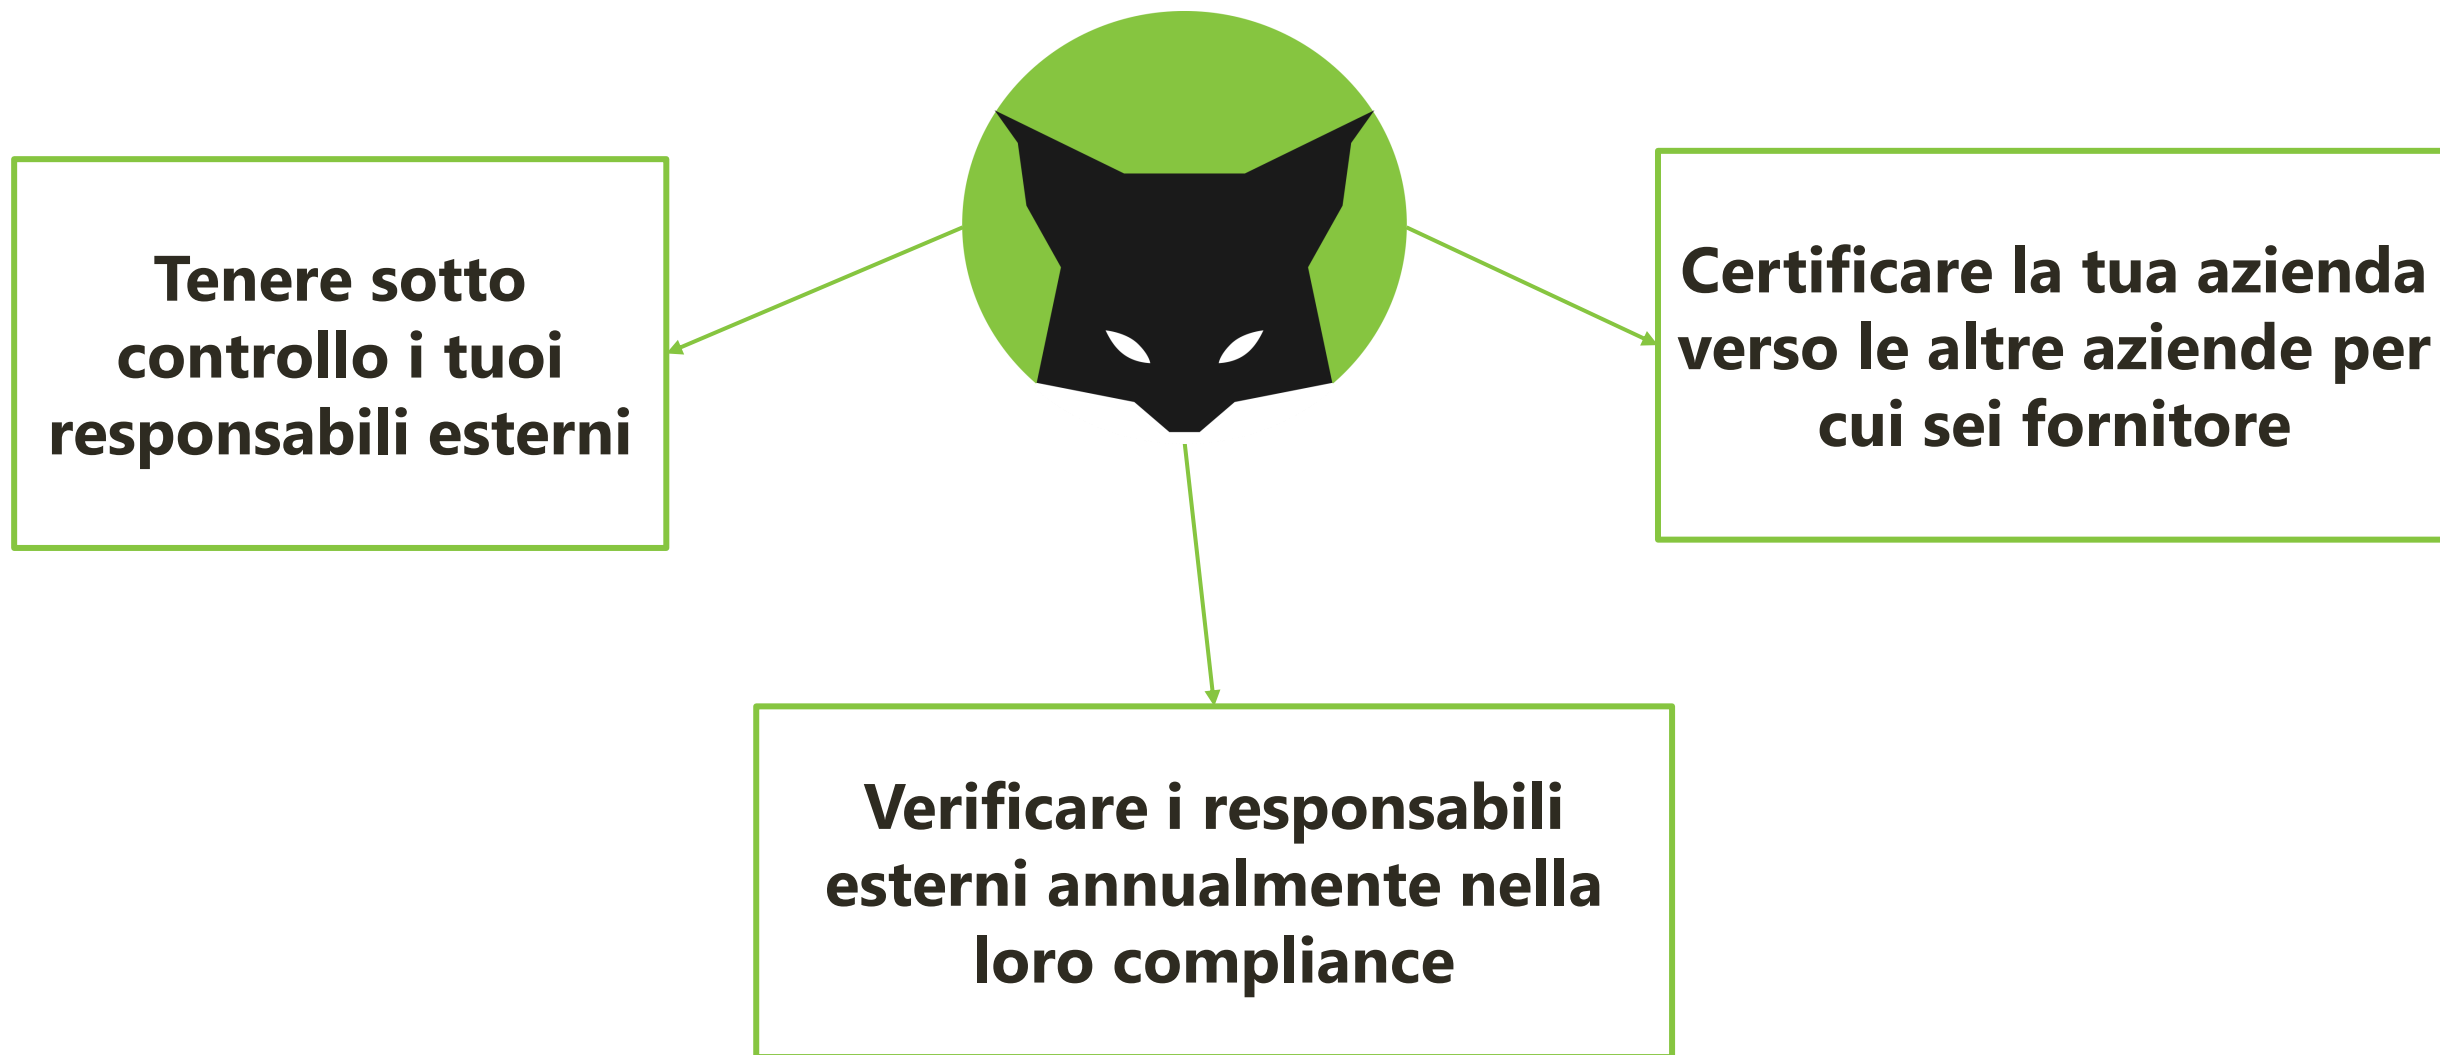 Tenere sotto
controllo i tuoi
responsabili esterni
Certificare la tua azienda
verso le altre aziende per
cui sei fornitore
Verificare i responsabili
esterni annualmente nella
loro compliance